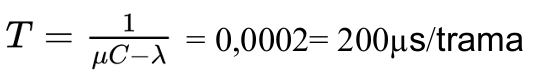 T = 1/(μC−λ) = 0,0002= 200μs/trama